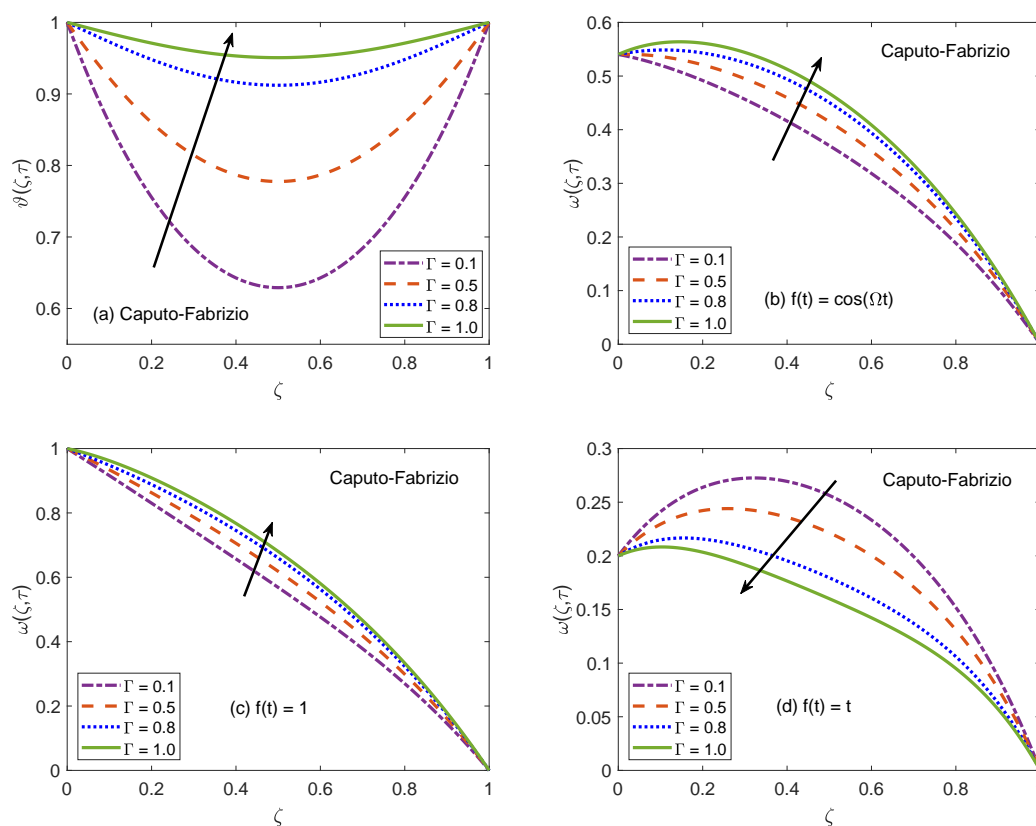 1
0.9
0.8
0.7
0.6
ϑ(ζ,τ)
(a) Caputo-Fabrizio
Γ = 0.1
Γ = 0.5
Γ = 0.8
Γ = 1.0
0 0.2 0.4 0.6 0.8 1
ζ
0.6
0.5
0.4
0.3
0.2
0.1
0
ω(ζ,τ)
Caputo-Fabrizio
Γ = 0.1
Γ = 0.5
Γ = 0.8
Γ = 1.0
(b) f(t) = cos(Ωt)
0 0.2 0.4 0.6 0.8
ζ
1
0.8
0.6
0.4
0.2
0
ω(ζ,τ)
Caputo-Fabrizio
Γ = 0.1
Γ = 0.5
Γ = 0.8
Γ = 1.0
(c) f(t) = 1
0 0.2 0.4 0.6 0.8 1
ζ
0.3
0.25
0.2
0.15
0.1
0.05
0
ω(ζ,τ)
Caputo-Fabrizio
Γ = 0.1
Γ = 0.5
Γ = 0.8
Γ = 1.0
(d) f(t) = t
0 0.2 0.4 0.6 0.8
ζ